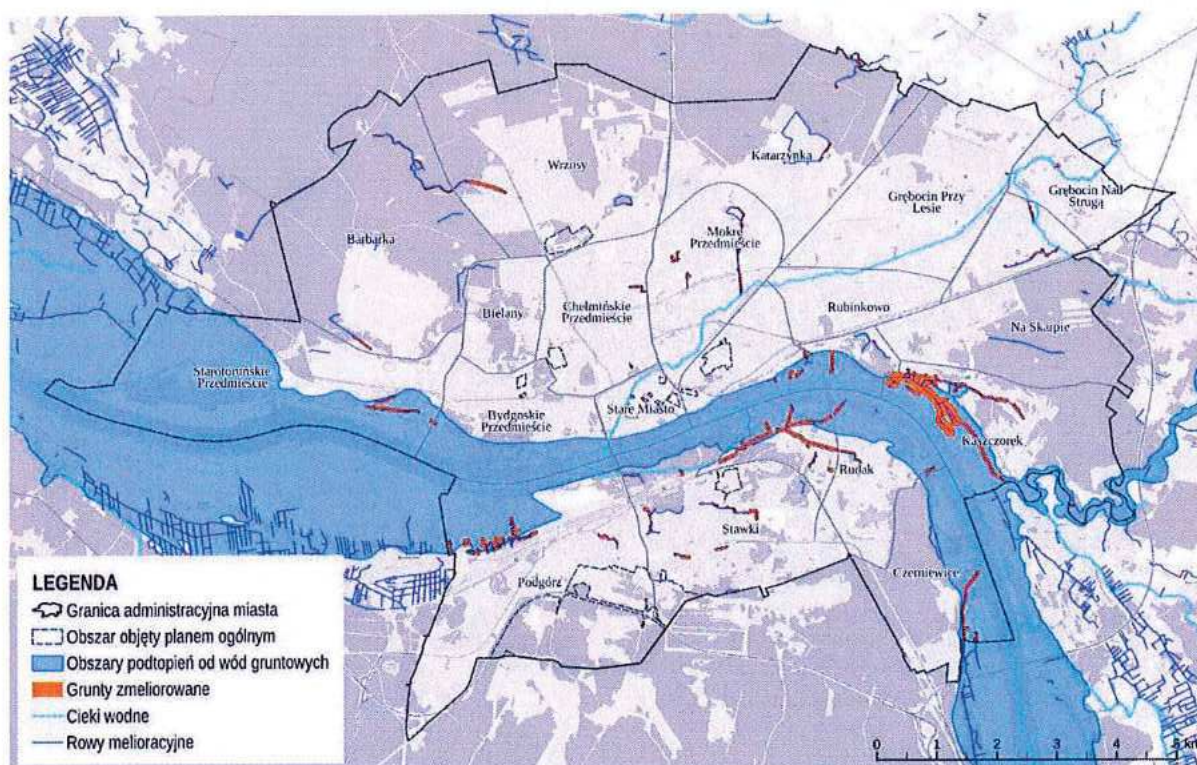 Wrzosy
Katarzynka
Grębocin Przy
Lesie
Grębocin Nad
Strugą
Barbarka
Mokre
Przedmieście
Bielany
Chełmińskie
Przedmieście
Rubinkowo
Na Skarpie
Starotoruńskie
Przedmieście
Bydgoskie
Przedmieście
Stare Miasto
Kaszczorek
Rudak
Stawki
Czerniewice
Podgórz
LEGENDA
Granica administracyjna miasta
Obszar objęty planem ogólnym
Obszary podtopień od wód gruntowych
Grunty zmeliorowane
Cieki wodne
Rowy melioracyjne
0 1 2 3 4 5 km